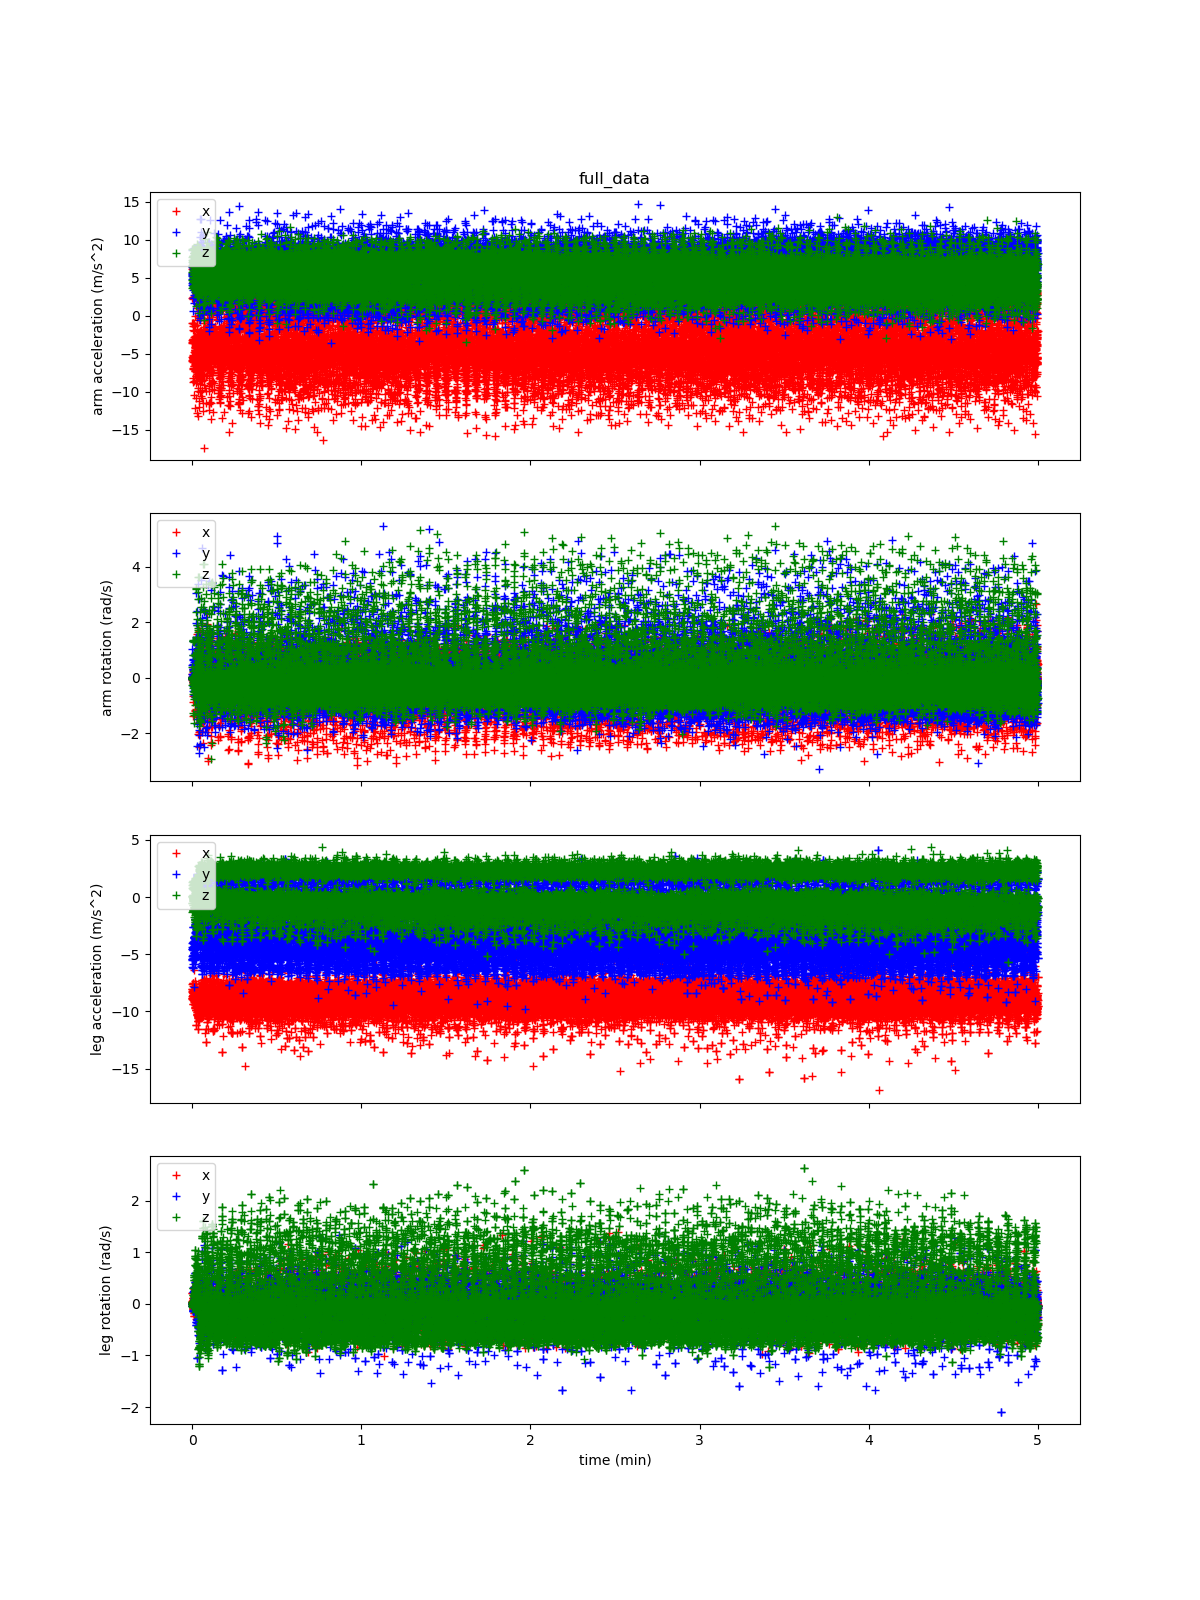 full_data
arm acceleration (m/s^2)
15
10
5
0
−5
−10
−15
x
y
z
arm rotation (rad/s)
4
2
0
−2
x
y
z
leg acceleration (m/s^2)
5
0
−5
−10
−15
x
y
z
leg rotation (rad/s)
2
1
0
−1
−2
x
y
z
0 1 2 3 4 5
time (min)